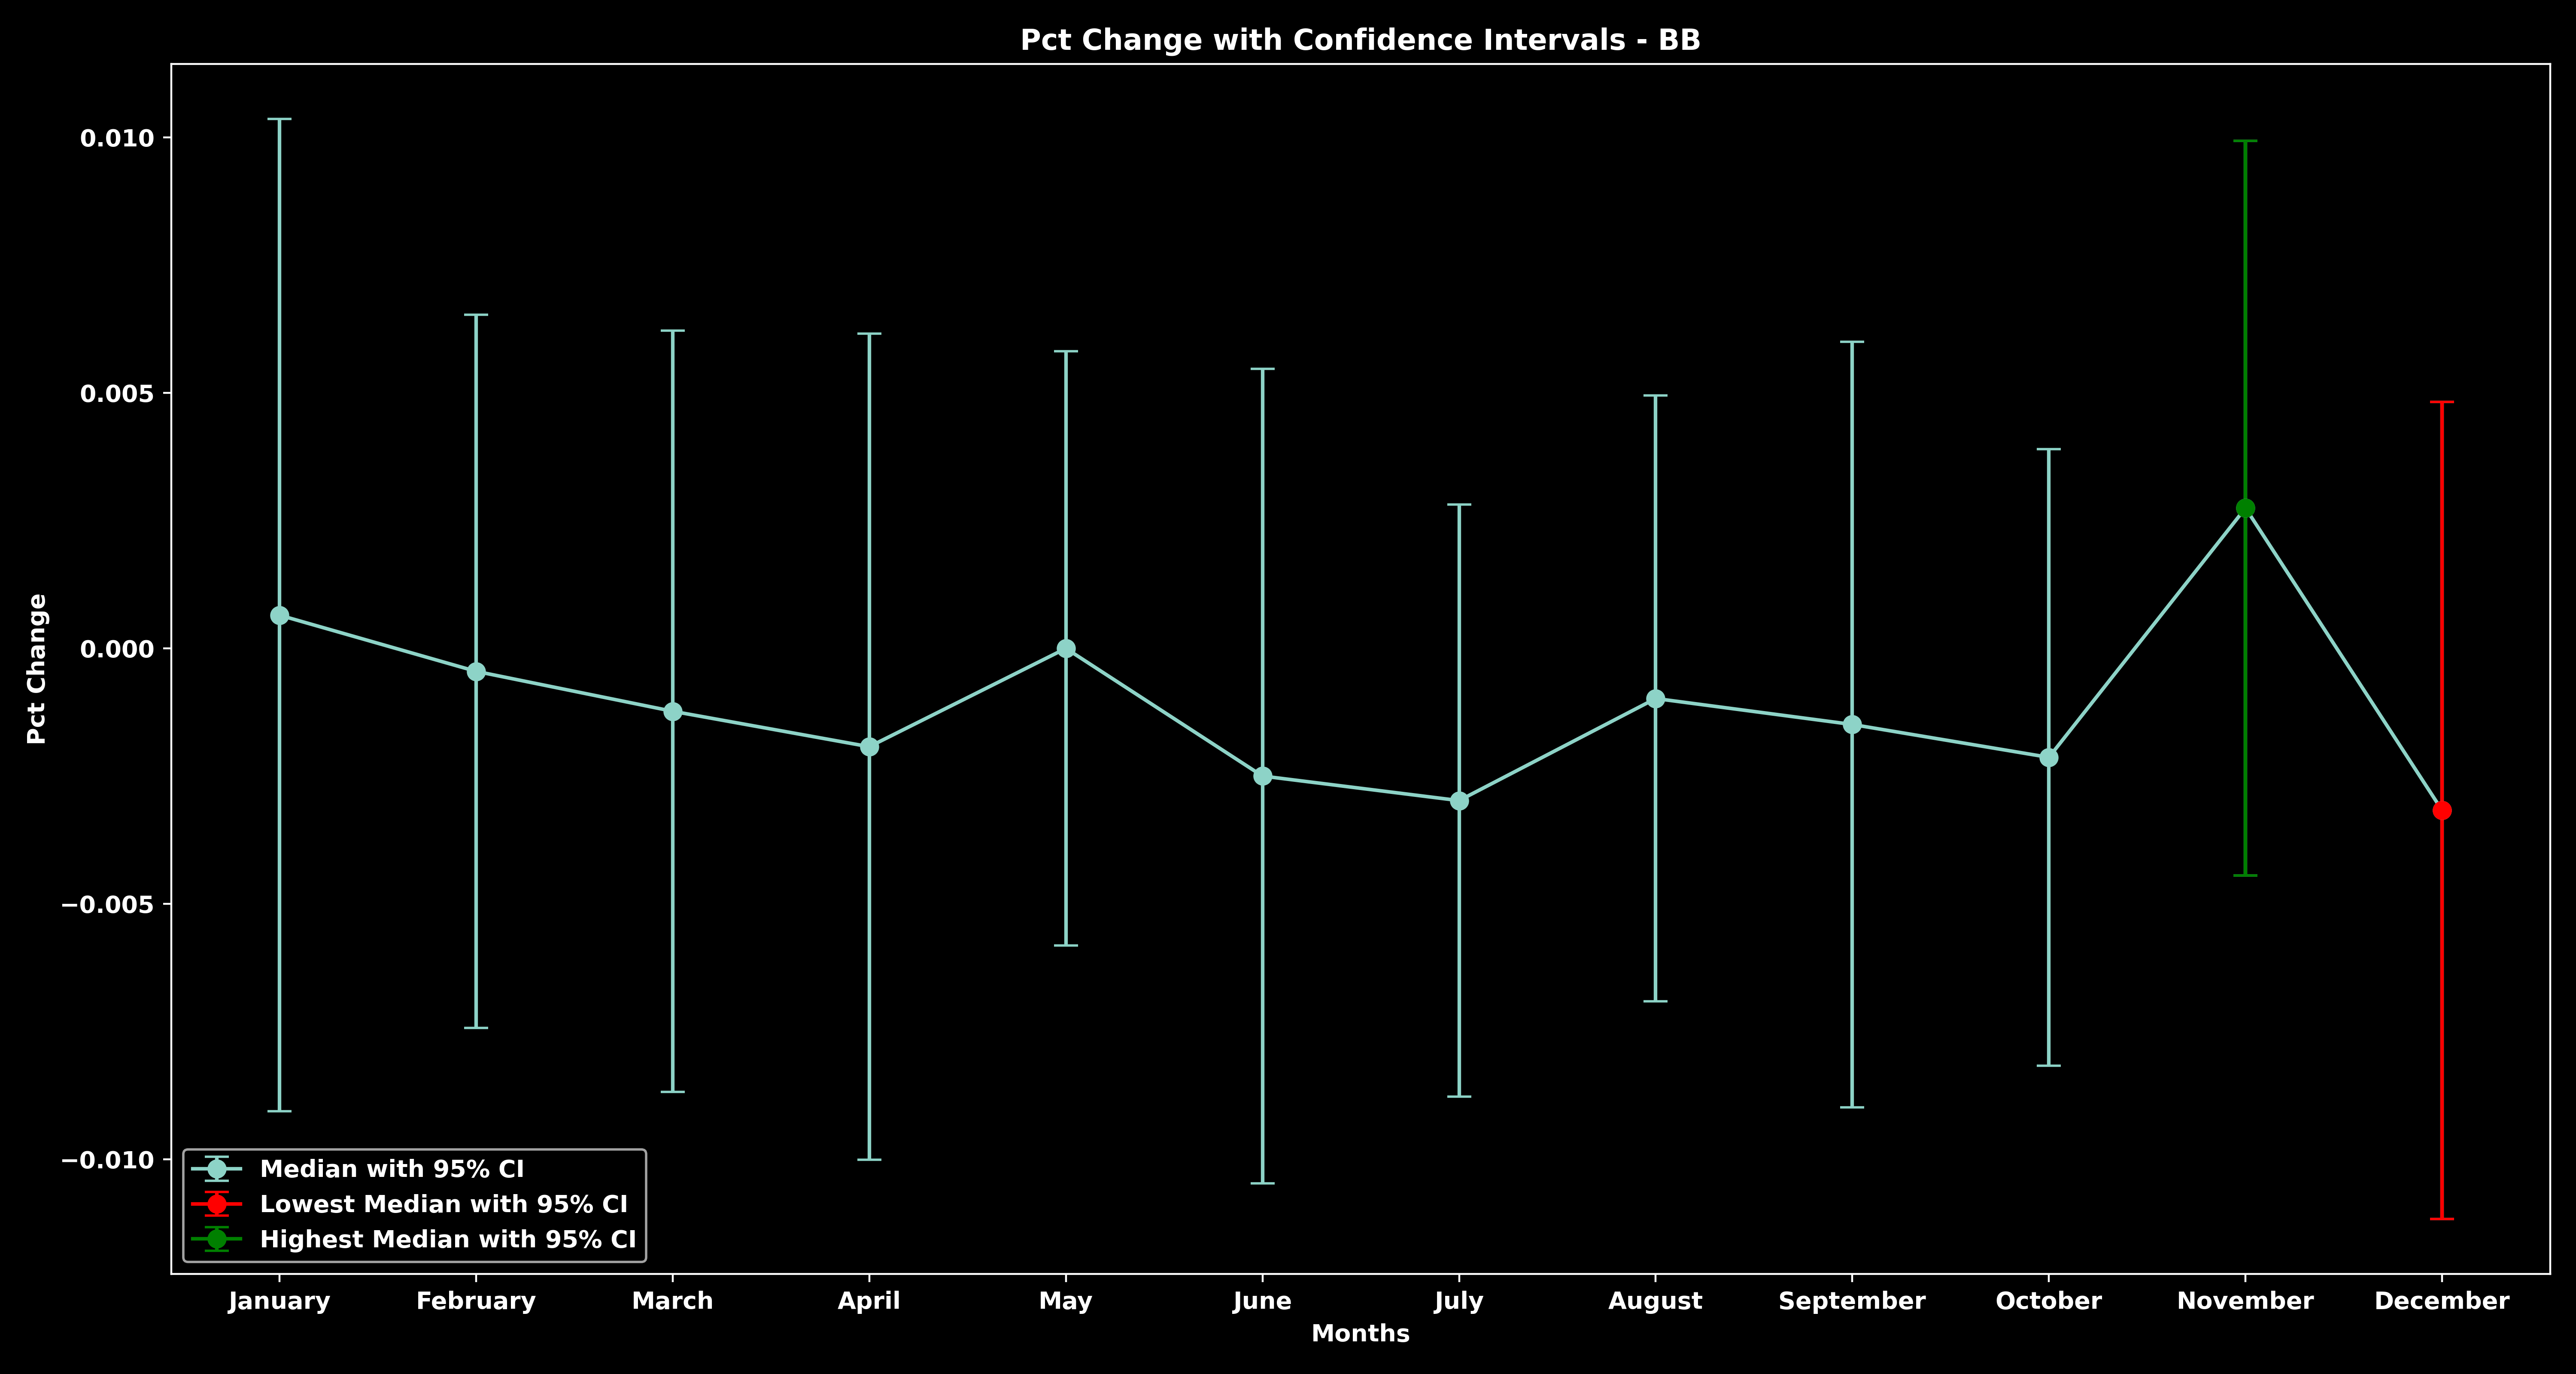 Pct Change with Confidence Intervals - BB
0.010
0.005
0.000
−0.005
−0.010
Pct Change
Median with 95% CI
Lowest Median with 95% CI
Highest Median with 95% CI
January February March April May June July August September October November December
Months